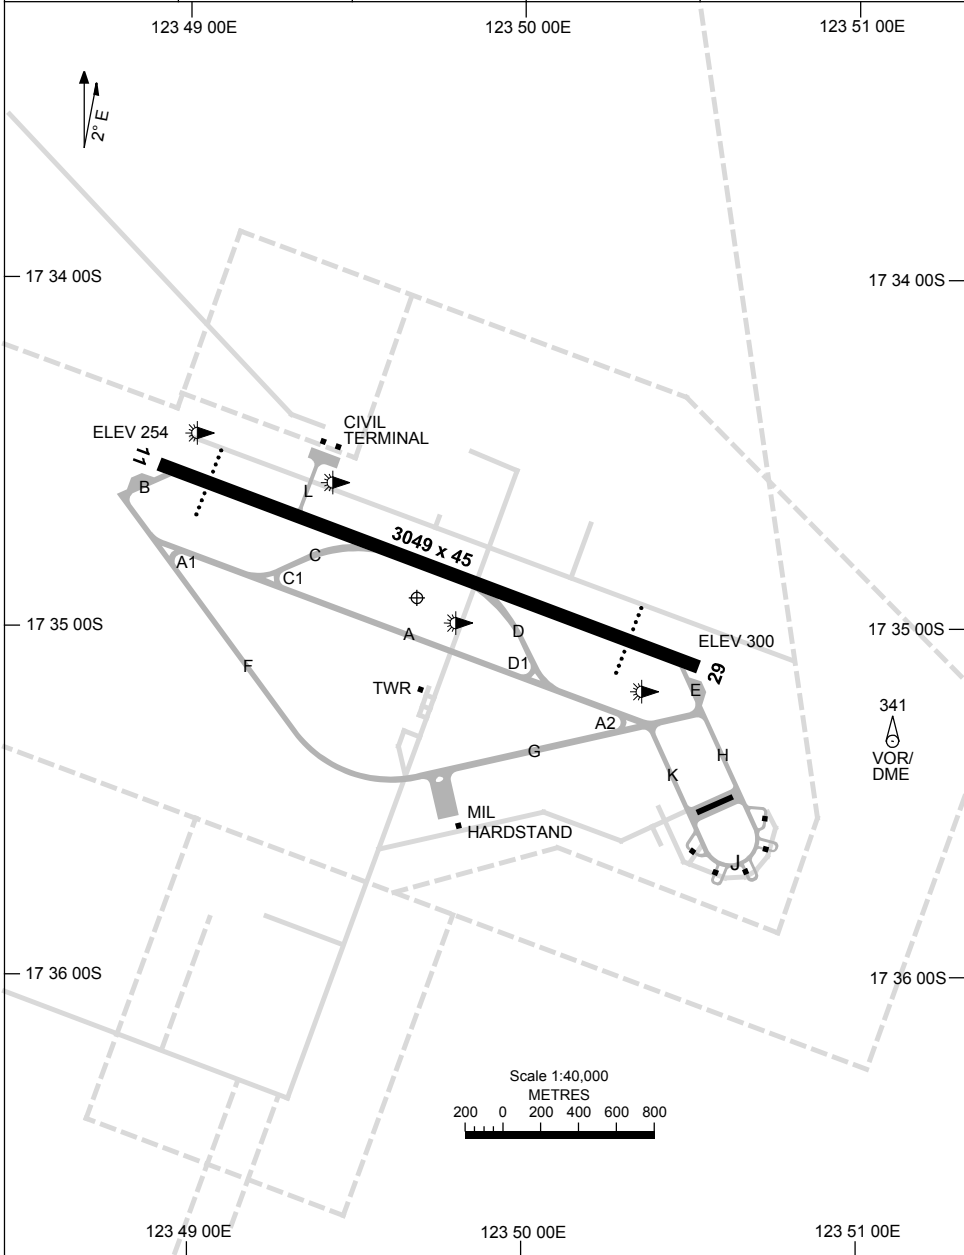 123 49 00E
123 50 00E
123 51 00E
2° E
17 34 00S
17 34 00S
ELEV 254
CIVIL
TERMINAL
11
B
L
3049 x 45
C
A1
C1
17 35 00S
17 35 00S
D
A
ELEV 300
F
D1
29
TWR
E
341
A2
G
H
VOR/
DME
K
MIL
HARDSTAND
J
17 36 00S
17 36 00S
Scale 1:40,000
METRES
200 0 200 400 600 800
123 49 00E
123 50 00E
123 51 00E